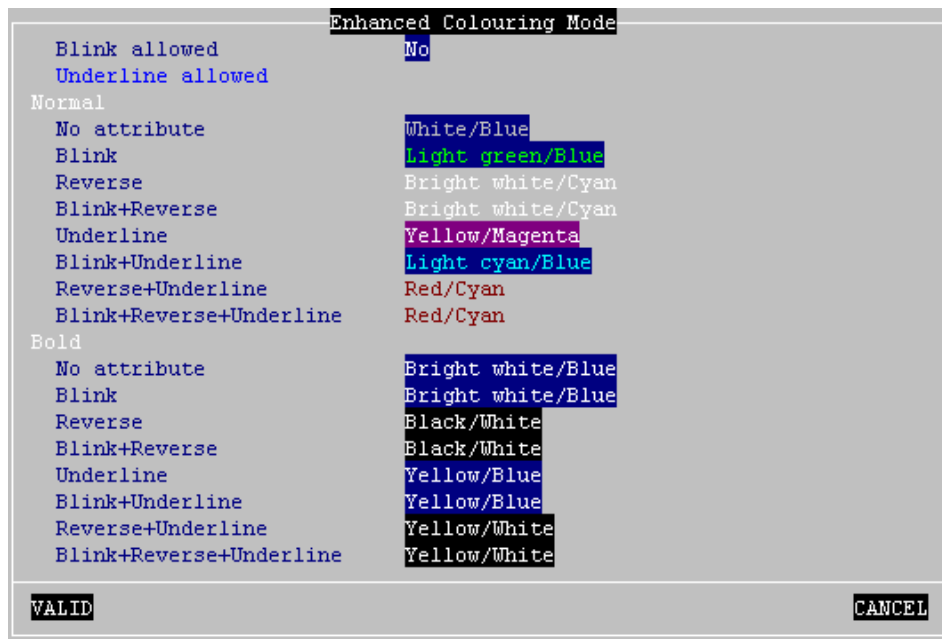 Enhanced Colouring Mode
Blink allowed No
Underline allowed
Normal
No attribute White/Blue
Blink Light green/Blue
Reverse Bright white/Cyan
Blink+Reverse Bright white/Cyan
Underline Yellow/Magenta
Blink+Underline Light cyan/Blue
Reverse+Underline Red/Cyan
Blink+Reverse+Underline Red/Cyan
Bold
No attribute Bright white/Blue
Blink Bright white/Blue
Reverse Black/White
Blink+Reverse Black/White
Underline Yellow/Blue
Blink+Underline Yellow/Blue
Reverse+Underline Yellow/White
Blink+Reverse+Underline Yellow/White
VALID CANCEL